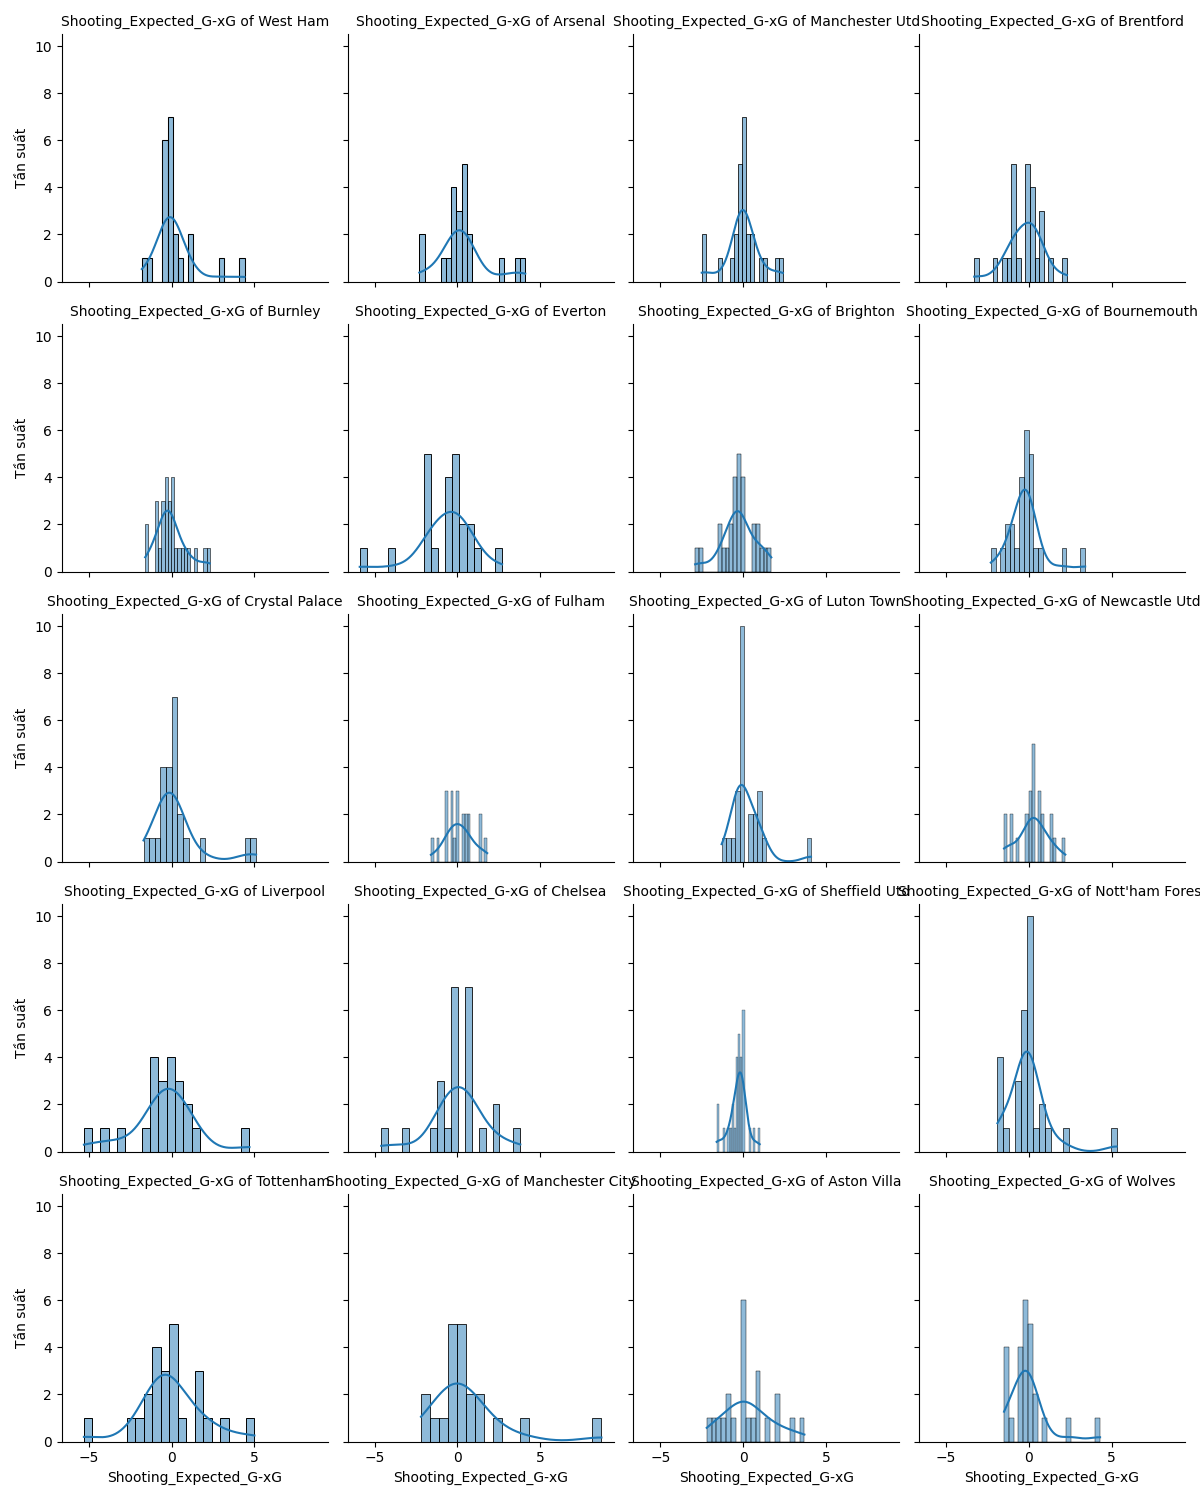 Shooting_Expected_G-xG of West Ham
Shooting_Expected_G-xG of Arsenal
Shooting_Expected_G-xG of Manchester Utd
Shooting_Expected_G-xG of Brentford
10
8
6
4
2
0
Tần suất
Shooting_Expected_G-xG of Burnley
Shooting_Expected_G-xG of Everton
Shooting_Expected_G-xG of Brighton
Shooting_Expected_G-xG of Bournemouth
10
8
6
4
2
0
Tần suất
−5
0
5
−5
0
5
Shooting_Expected_G-xG of Crystal Palace
Shooting_Expected_G-xG of Fulham
Shooting_Expected_G-xG of Luton Town
Shooting_Expected_G-xG of Newcastle Utd
10
8
6
4
2
0
Tần suất
Shooting_Expected_G-xG of Liverpool
Shooting_Expected_G-xG of Chelsea
Shooting_Expected_G-xG of Sheffield Utd
Shooting_Expected_G-xG of Nott'ham Fores
10
8
6
4
2
0
Tần suất
Shooting_Expected_G-xG of Tottenham
Shooting_Expected_G-xG of Manchester City
Shooting_Expected_G-xG of Aston Villa
Shooting_Expected_G-xG of Wolves
10
8
6
4
2
0
Tần suất
−5
0
5
−5
0
5
−5
0
5
−5
0
5
Shooting_Expected_G-xG
Shooting_Expected_G-xG
Shooting_Expected_G-xG
Shooting_Expected_G-xG